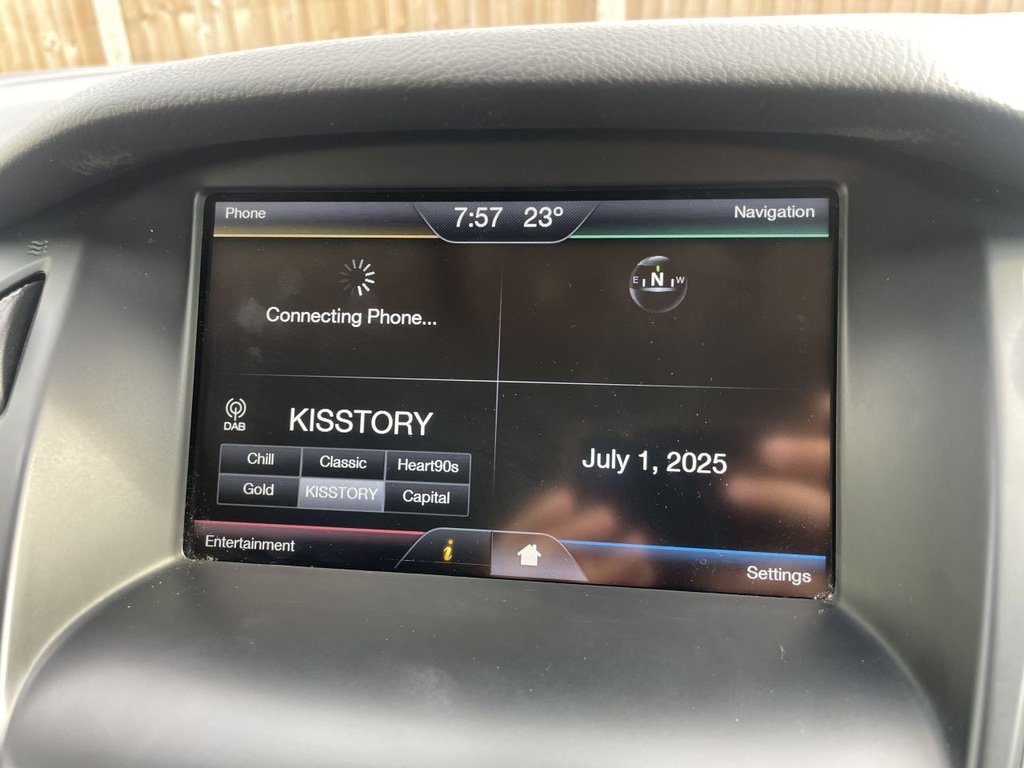 Phone 7:57 23° Navigation
Connecting Phone...
E N W
DAB KISSTORY
Chill Classic Heart90s
Gold KISSTORY Capital
July 1, 2025
Entertainment i Settings